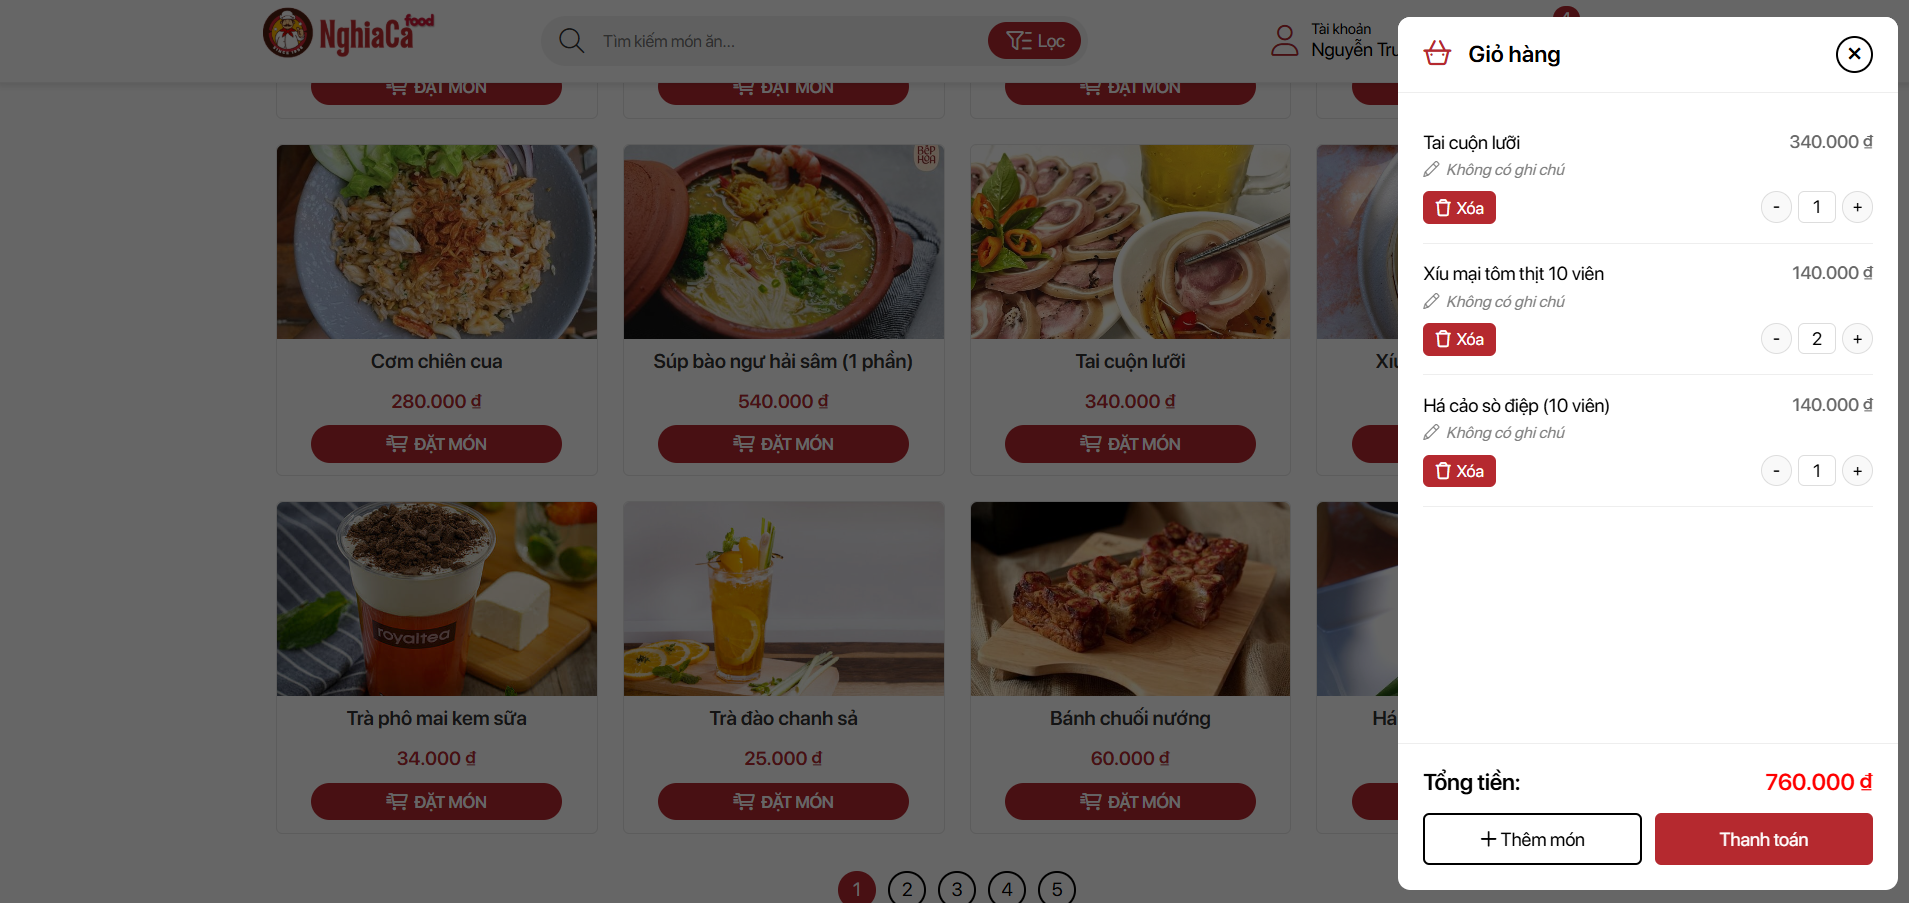 NghiaCa food
Tìm kiếm món ăn...
Lọc
Tài khoản
Nguyễn Tru
4
ĐẶT MÓN
ĐẶT MÓN
ĐẶT MÓN
BẾP HOA
Cơm chiên cua
280.000 ₫
ĐẶT MÓN
Súp bào ngư hải sâm (1 phần)
540.000 ₫
ĐẶT MÓN
Tai cuộn lưỡi
340.000 ₫
ĐẶT MÓN
Xíu
royaltea
Trà phô mai kem sữa
34.000 ₫
ĐẶT MÓN
Trà đào chanh sả
25.000 ₫
ĐẶT MÓN
Bánh chuối nướng
60.000 ₫
ĐẶT MÓN
Há
1 2 3 4 5
Giỏ hàng
Tai cuộn lưỡi 340.000 ₫
Không có ghi chú
Xóa - 1 +
Xíu mại tôm thịt 10 viên 140.000 ₫
Không có ghi chú
Xóa - 2 +
Há cảo sò điệp (10 viên) 140.000 ₫
Không có ghi chú
Xóa - 1 +
Tổng tiền: 760.000 ₫
+ Thêm món Thanh toán